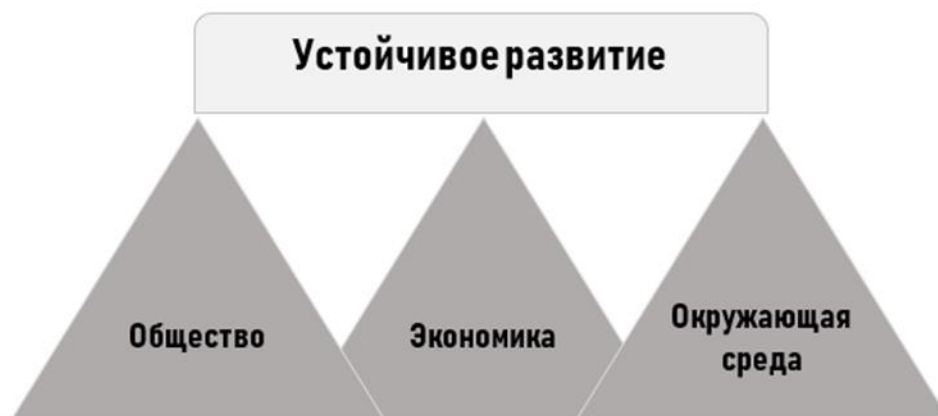 Устойчивое развитие
Общество
Экономика
Окружающая
среда